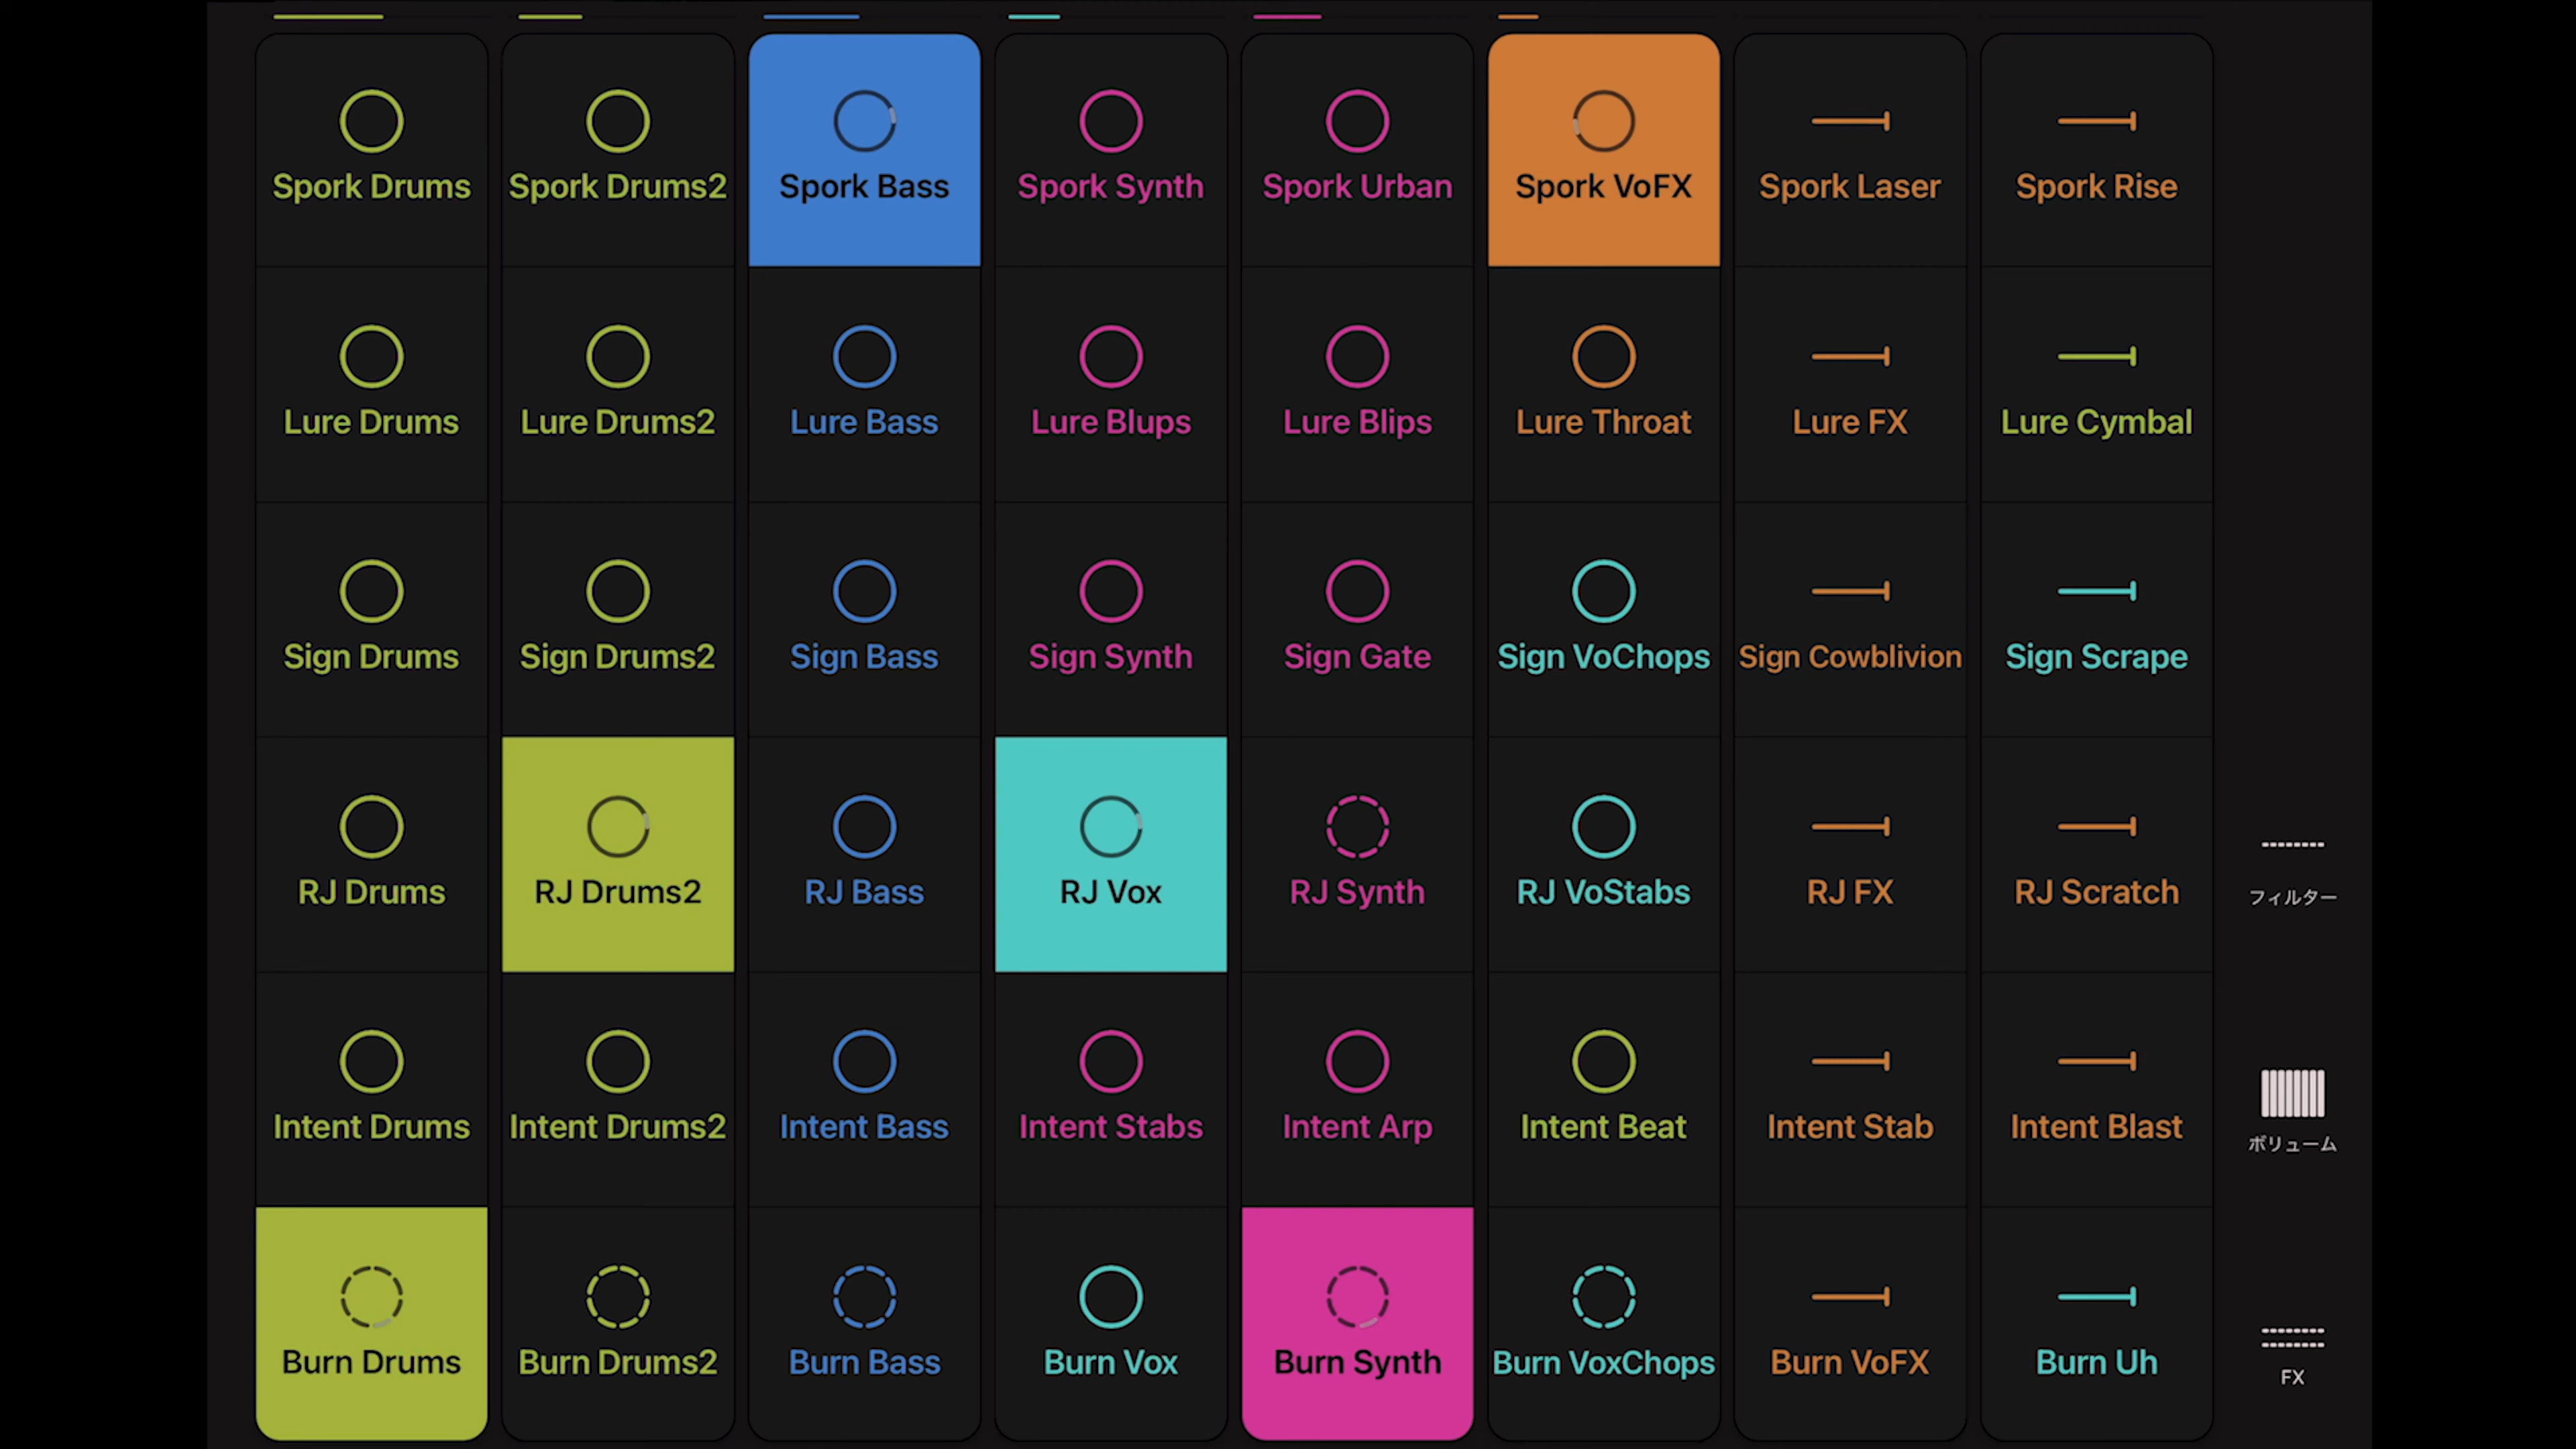 Spork Drums
Spork Drums2
Spork Bass
Spork Synth
Spork Urban
Spork VoFX
Spork Laser
Spork Rise
Lure Drums
Lure Drums2
Lure Bass
Lure Blups
Lure Blips
Lure Throat
Lure FX
Lure Cymbal
Sign Drums
Sign Drums2
Sign Bass
Sign Synth
Sign Gate
Sign VoChops
Sign Cowblivion
Sign Scrape
RJ Drums
RJ Drums2
RJ Bass
RJ Vox
RJ Synth
RJ VoStabs
RJ FX
RJ Scratch
フィルター
Intent Drums
Intent Drums2
Intent Bass
Intent Stabs
Intent Arp
Intent Beat
Intent Stab
Intent Blast
ボリューム
Burn Drums
Burn Drums2
Burn Bass
Burn Vox
Burn Synth
Burn VoxChops
Burn VoFX
Burn Uh
FX